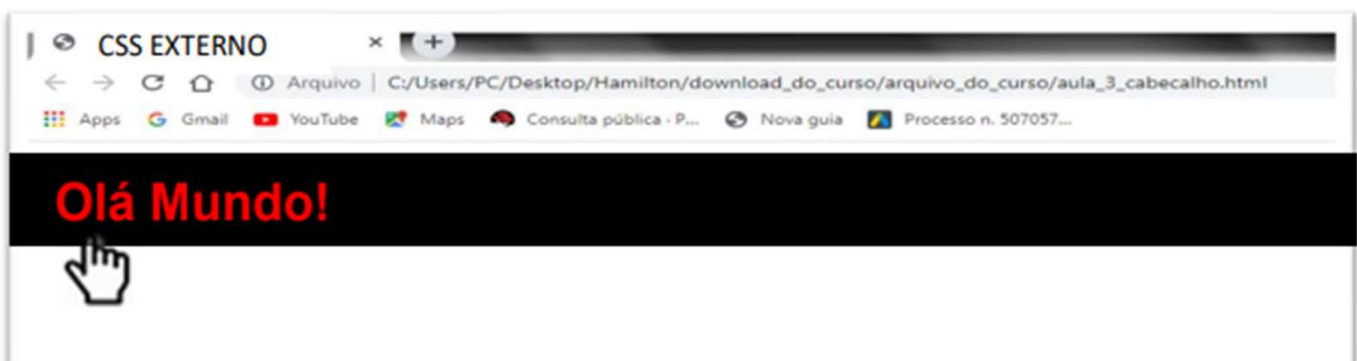 CSS EXTERNO × +
Arquivo | C:/Users/PC/Desktop/Hamilton/download_do_curso/arquivo_do_curso/aula_3_cabecalho.html
Apps Gmail YouTube Maps Consulta pública - P... Nova guia Processo n. 507057...
Olá Mundo!